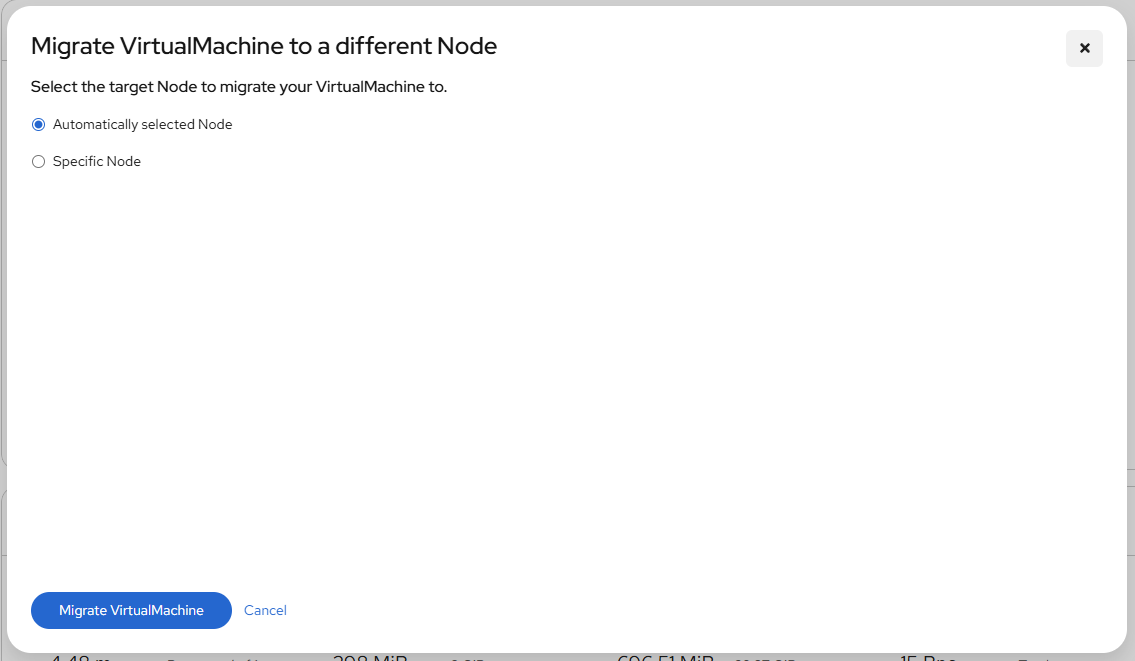 Migrate VirtualMachine to a different Node
Select the target Node to migrate your VirtualMachine to.
Automatically selected Node
Specific Node
Migrate VirtualMachine
Cancel